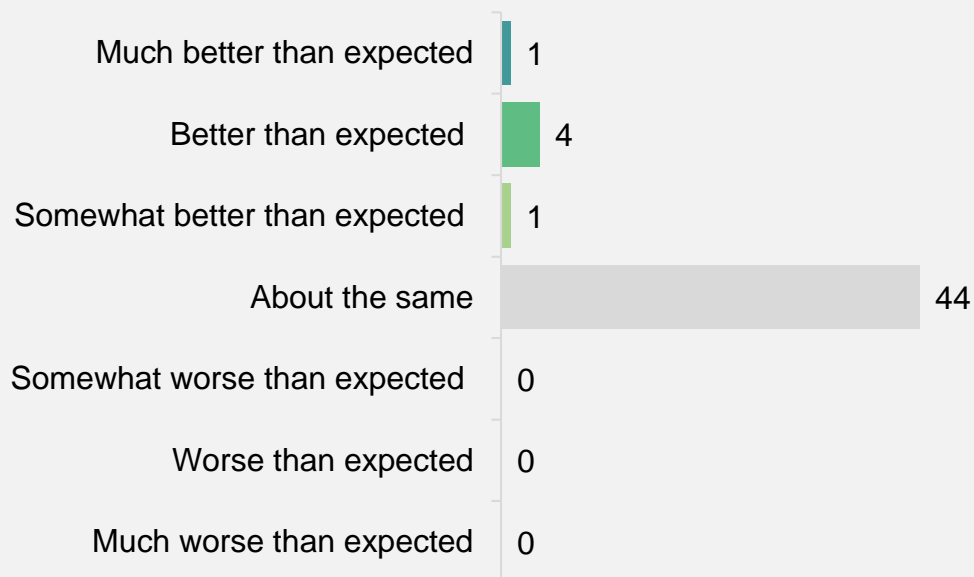 Much better than expected 1
Better than expected 4
Somewhat better than expected 1
About the same 44
Somewhat worse than expected 0
Worse than expected 0
Much worse than expected 0